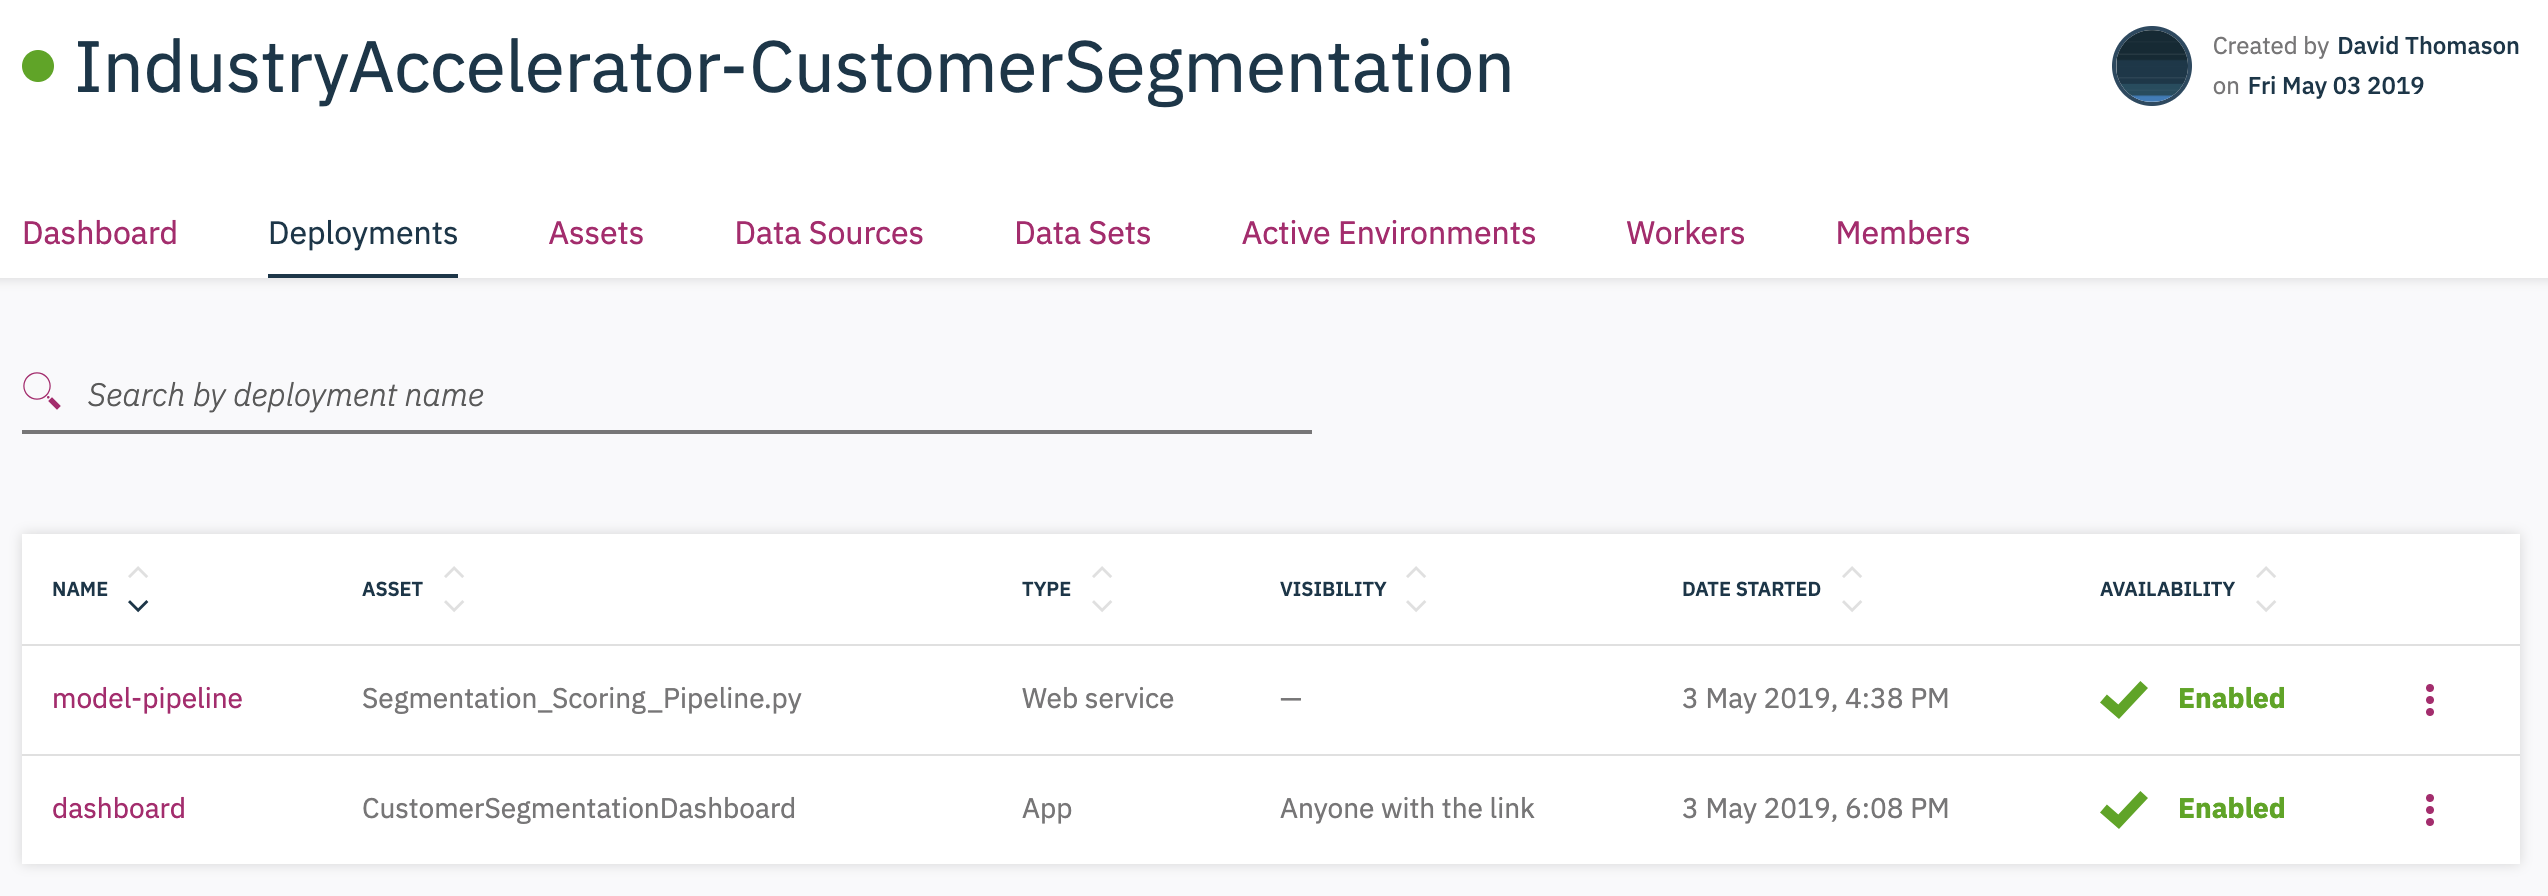 IndustryAccelerator-CustomerSegmentation
Created by David Thomason
on Fri May 03 2019
Dashboard Deployments Assets Data Sources Data Sets Active Environments Workers Members
Search by deployment name
NAME ASSET TYPE VISIBILITY DATE STARTED AVAILABILITY
model-pipeline Segmentation_Scoring_Pipeline.py Web service — 3 May 2019, 4:38 PM Enabled
dashboard CustomerSegmentationDashboard App Anyone with the link 3 May 2019, 6:08 PM Enabled